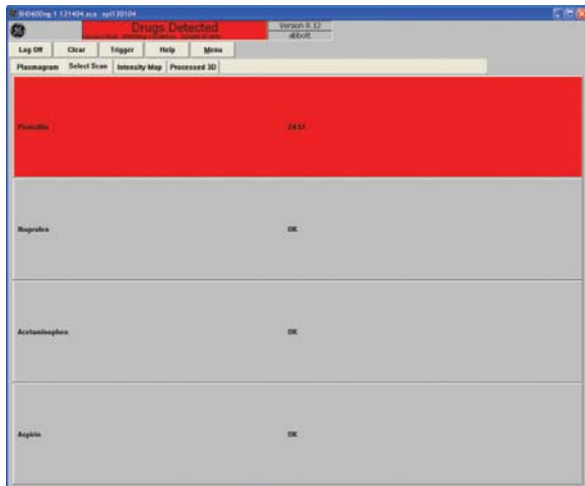 Drugs Detected
Version 8.12
abbott
Log Off Clear Trigger Help Menu
Plasmagram Select Scan Intensity Map Processed 3D
Penicillin
Ibuprofen OK
Acetaminophen OK
Aspirin OK